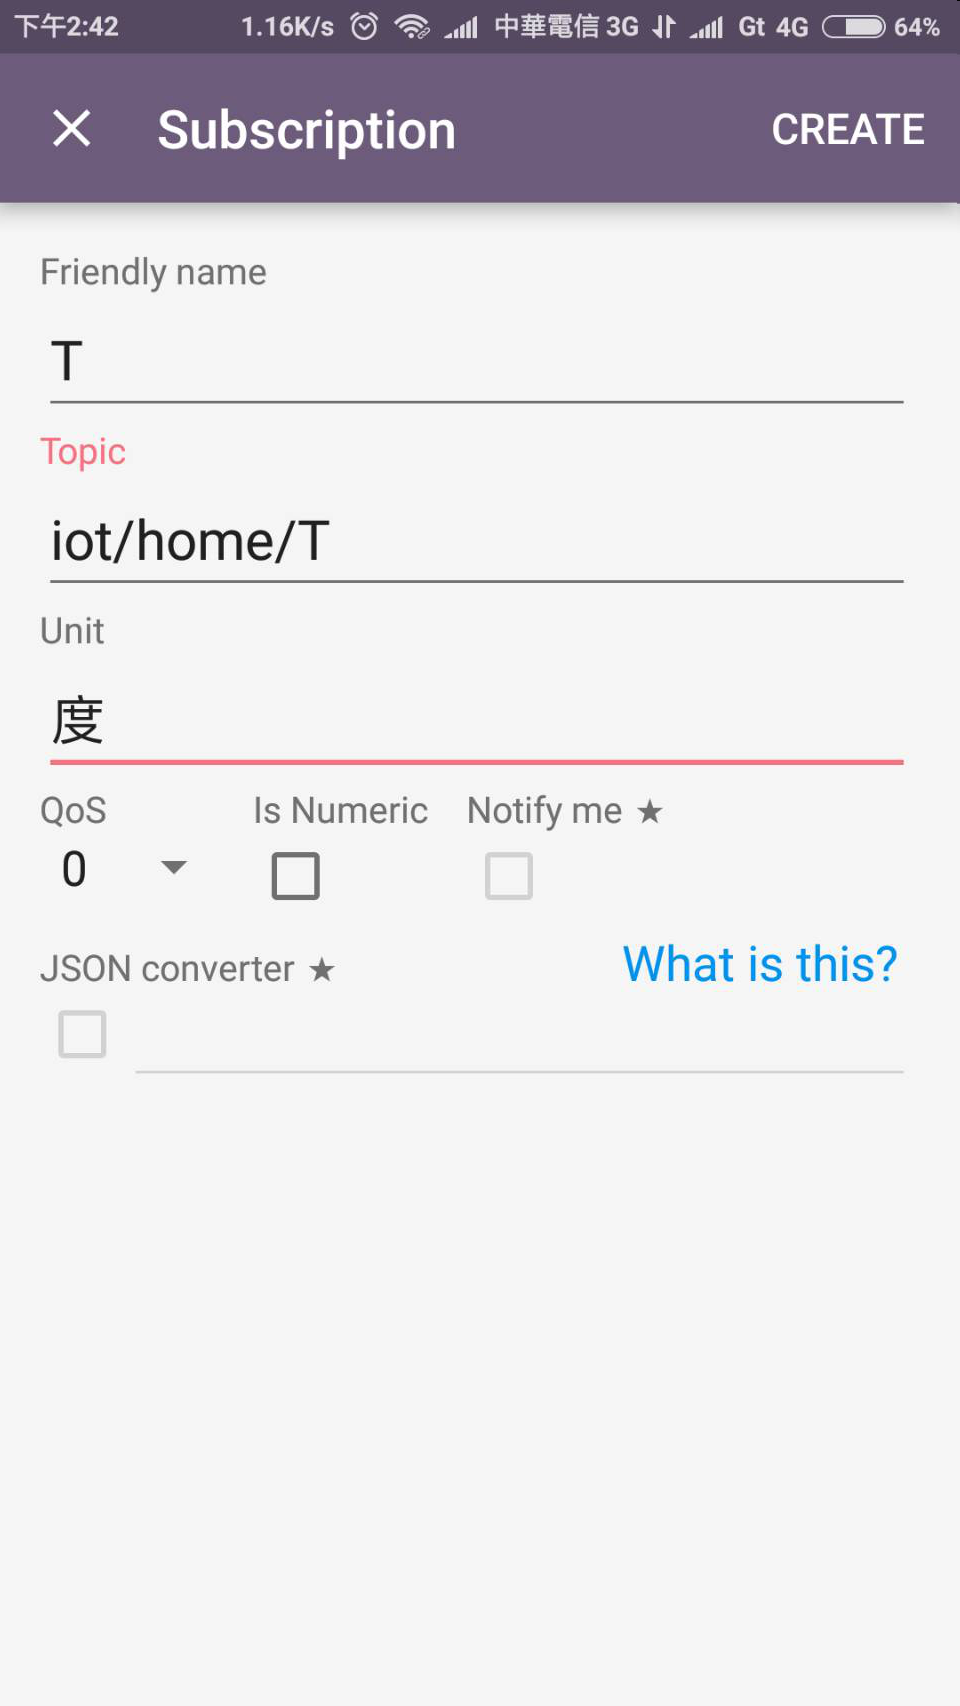 下午2:42 1.16K/s 中華電信 3G Gt 4G 64%
Subscription CREATE
Friendly name
T
Topic
iot/home/T
Unit
度
QoS Is Numeric Notify me ★
0
JSON converter ★ What is this?